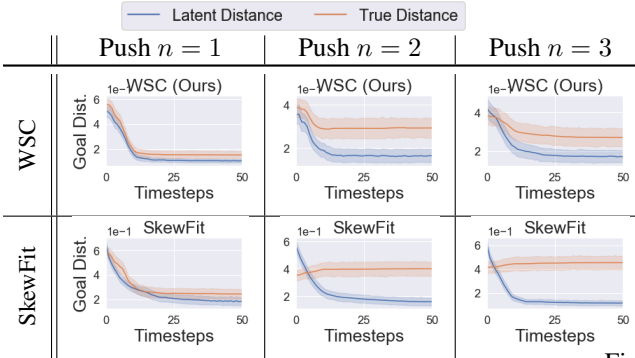 Latent Distance True Distance
Push n = 1 Push n = 2 Push n = 3
WSC
1e−1 WSC (Ours)
Goal Dist.
6
4
2
0 25 50
Timesteps
1e−1 WSC (Ours)
4
2
0 25 50
Timesteps
1e−1 WSC (Ours)
4
2
0 25 50
Timesteps
SkewFit
SkewFit
1e−1
Goal Dist.
6
4
2
0 25 50
Timesteps
SkewFit
1e−1
6
4
2
0 25 50
Timesteps
SkewFit
1e−1
6
4
2
0 25 50
Timesteps